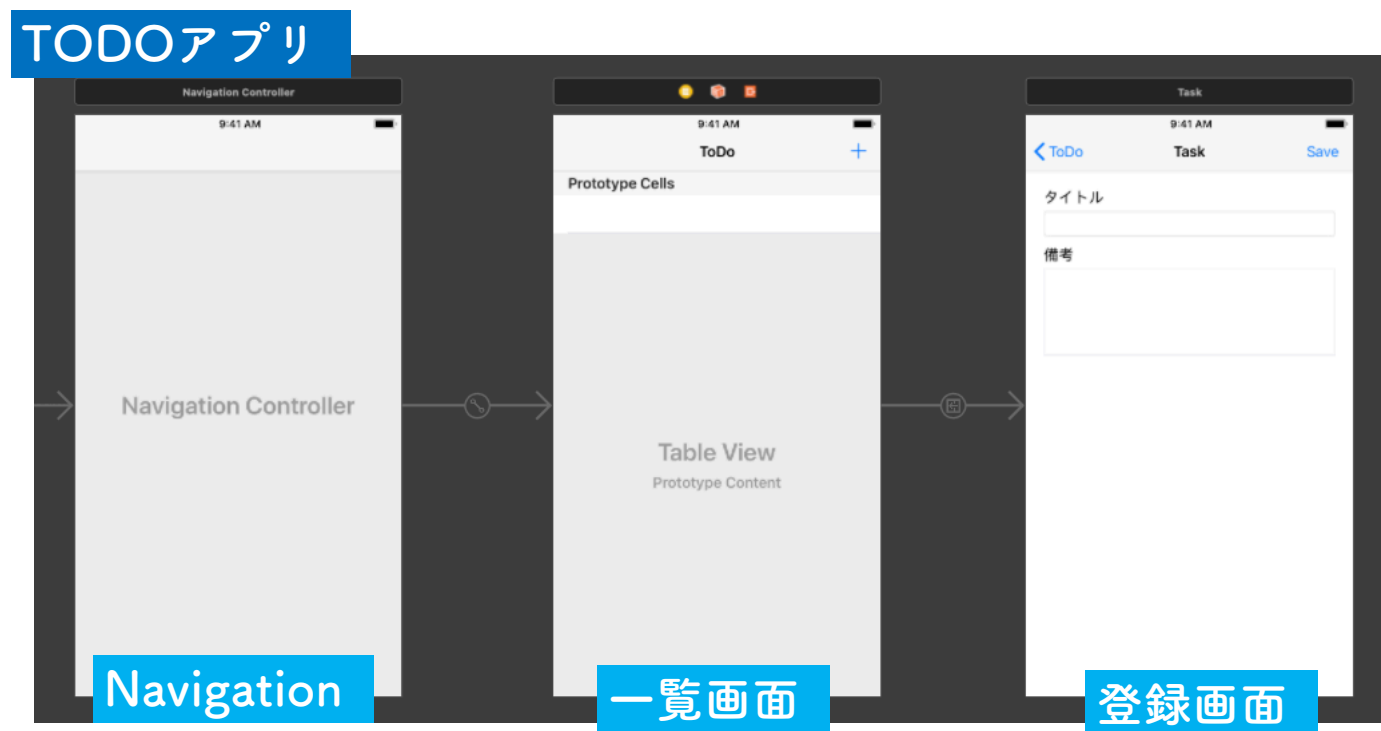 TODOアプリ
Navigation Controller
9:41 AM
Navigation Controller
Navigation
9:41 AM
ToDo
+
Prototype Cells
Table View
Prototype Content
一覧画面
Task
9:41 AM
ToDo Task Save
タイトル
備考
登録画面